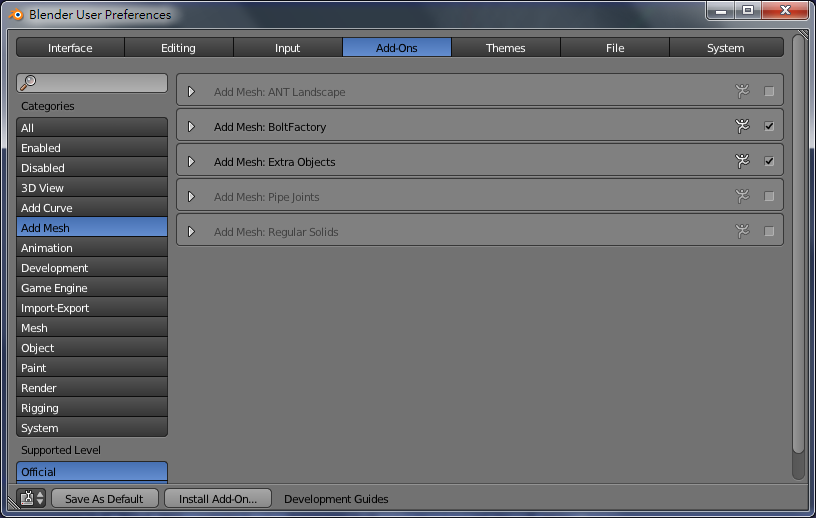 Blender User Preferences
Interface Editing Input Add-Ons Themes File System
Categories
All
Enabled
Disabled
3D View
Add Curve
Add Mesh
Animation
Development
Game Engine
Import-Export
Mesh
Object
Paint
Render
Rigging
System
Supported Level
Official
Add Mesh: ANT Landscape
Add Mesh: BoltFactory
Add Mesh: Extra Objects
Add Mesh: Pipe Joints
Add Mesh: Regular Solids
Save As Default Install Add-On... Development Guides